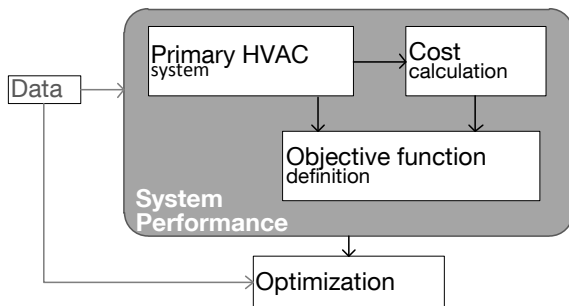 Primary HVAC
system
Cost
calculation
Data
Objective function
definition
System
Performance
Optimization